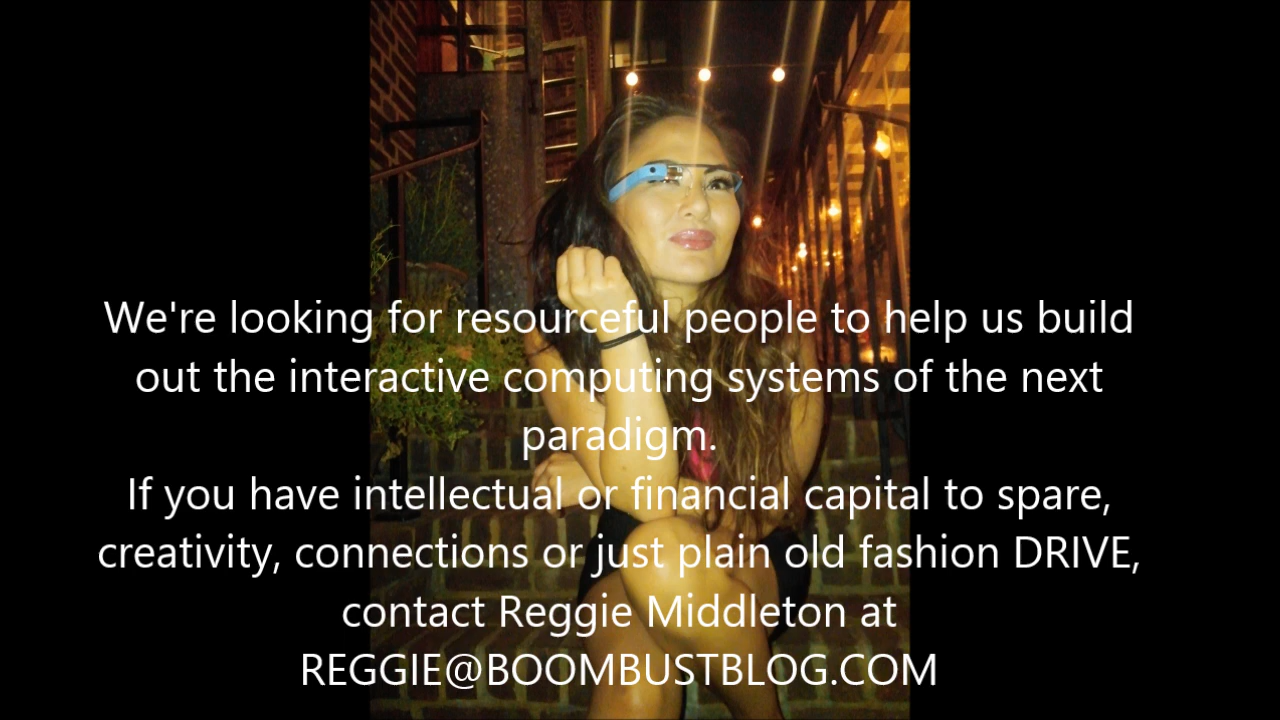 We're looking for resourceful people to help us build
out the interactive computing systems of the next
paradigm.
If you have intellectual or financial capital to spare,
creativity, connections or just plain old fashion DRIVE,
contact Reggie Middleton at
REGGIE@BOOMBUSTBLOG.COM